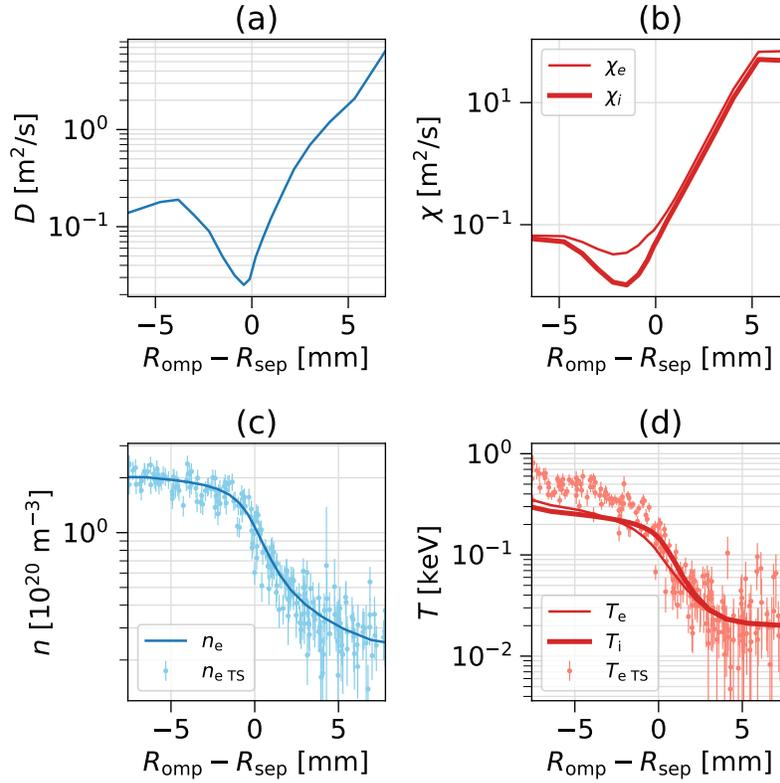 (a)
D [m²/s]
10⁰
10⁻¹
−5 0 5
R_omp − R_sep [mm]
(b)
χ_e
χ_i
χ [m²/s]
10¹
10⁻¹
−5 0 5
R_omp − R_sep [mm]
(c)
n [10²⁰ m⁻³]
10⁰
n_e
n_e TS
−5 0 5
R_omp − R_sep [mm]
(d)
T [keV]
10⁰
10⁻¹
10⁻²
T_e
T_i
T_e TS
−5 0 5
R_omp − R_sep [mm]